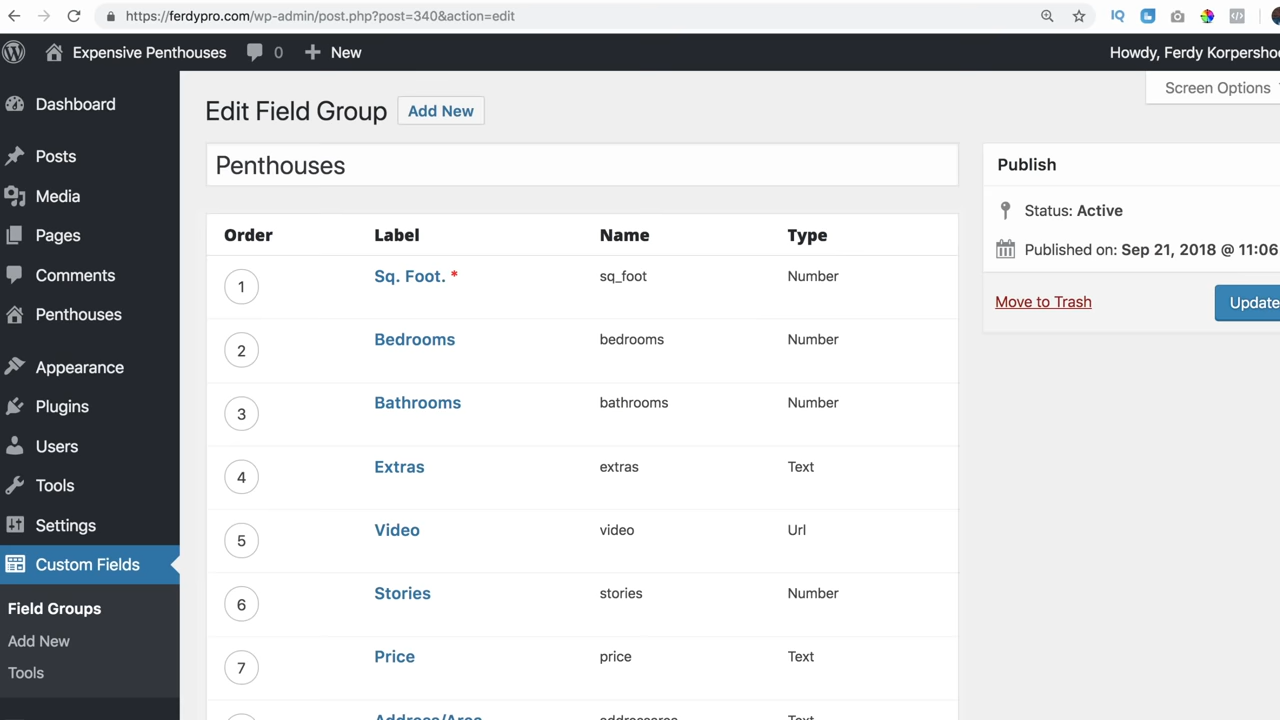 https://ferdypro.com/wp-admin/post.php?post=340&action=edit
IQ
Expensive Penthouses 0 New
Howdy, Ferdy Korpersho
Screen Options
Dashboard
Posts
Media
Pages
Comments
Penthouses
Appearance
Plugins
Users
Tools
Settings
Custom Fields
Field Groups
Add New
Tools
Edit Field Group Add New
Penthouses
Order Label Name Type
1 Sq. Foot. * sq_foot Number
2 Bedrooms bedrooms Number
3 Bathrooms bathrooms Number
4 Extras extras Text
5 Video video Url
6 Stories stories Number
7 Price price Text
Address/Area addressarea Text
Publish
Status: Active
Published on: Sep 21, 2018 @ 11:06
Move to Trash
Update